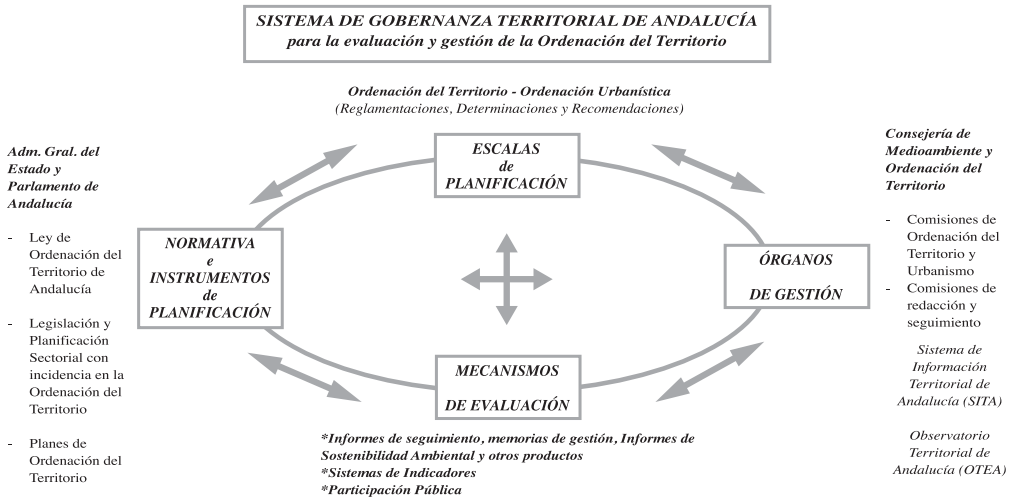 SISTEMA DE GOBERNANZA TERRITORIAL DE ANDALUCÍA
para la evaluación y gestión de la Ordenación del Territorio
Ordenación del Territorio - Ordenación Urbanística
(Reglamentaciones, Determinaciones y Recomendaciones)
Adm. Gral. del
Estado y
Parlamento de
Andalucía
- Ley de
Ordenación del
Territorio de
Andalucía
- Legislación y
Planificación
Sectorial con
incidencia en la
Ordenación del
Territorio
- Planes de
Ordenación del
Territorio
ESCALAS
de
PLANIFICACIÓN
NORMATIVA
e
INSTRUMENTOS
de
PLANIFICACIÓN
ÓRGANOS
DE GESTIÓN
MECANISMOS
DE EVALUACIÓN
*Informes de seguimiento, memorias de gestión, Informes de
Sostenibilidad Ambiental y otros productos
*Sistemas de Indicadores
*Participación Pública
Consejería de
Medioambiente y
Ordenación del
Territorio
- Comisiones de
Ordenación del
Territorio y
Urbanismo
- Comisiones de
redacción y
seguimiento
Sistema de
Información
Territorial de
Andalucía (SITA)
Observatorio
Territorial de
Andalucía (OTEA)